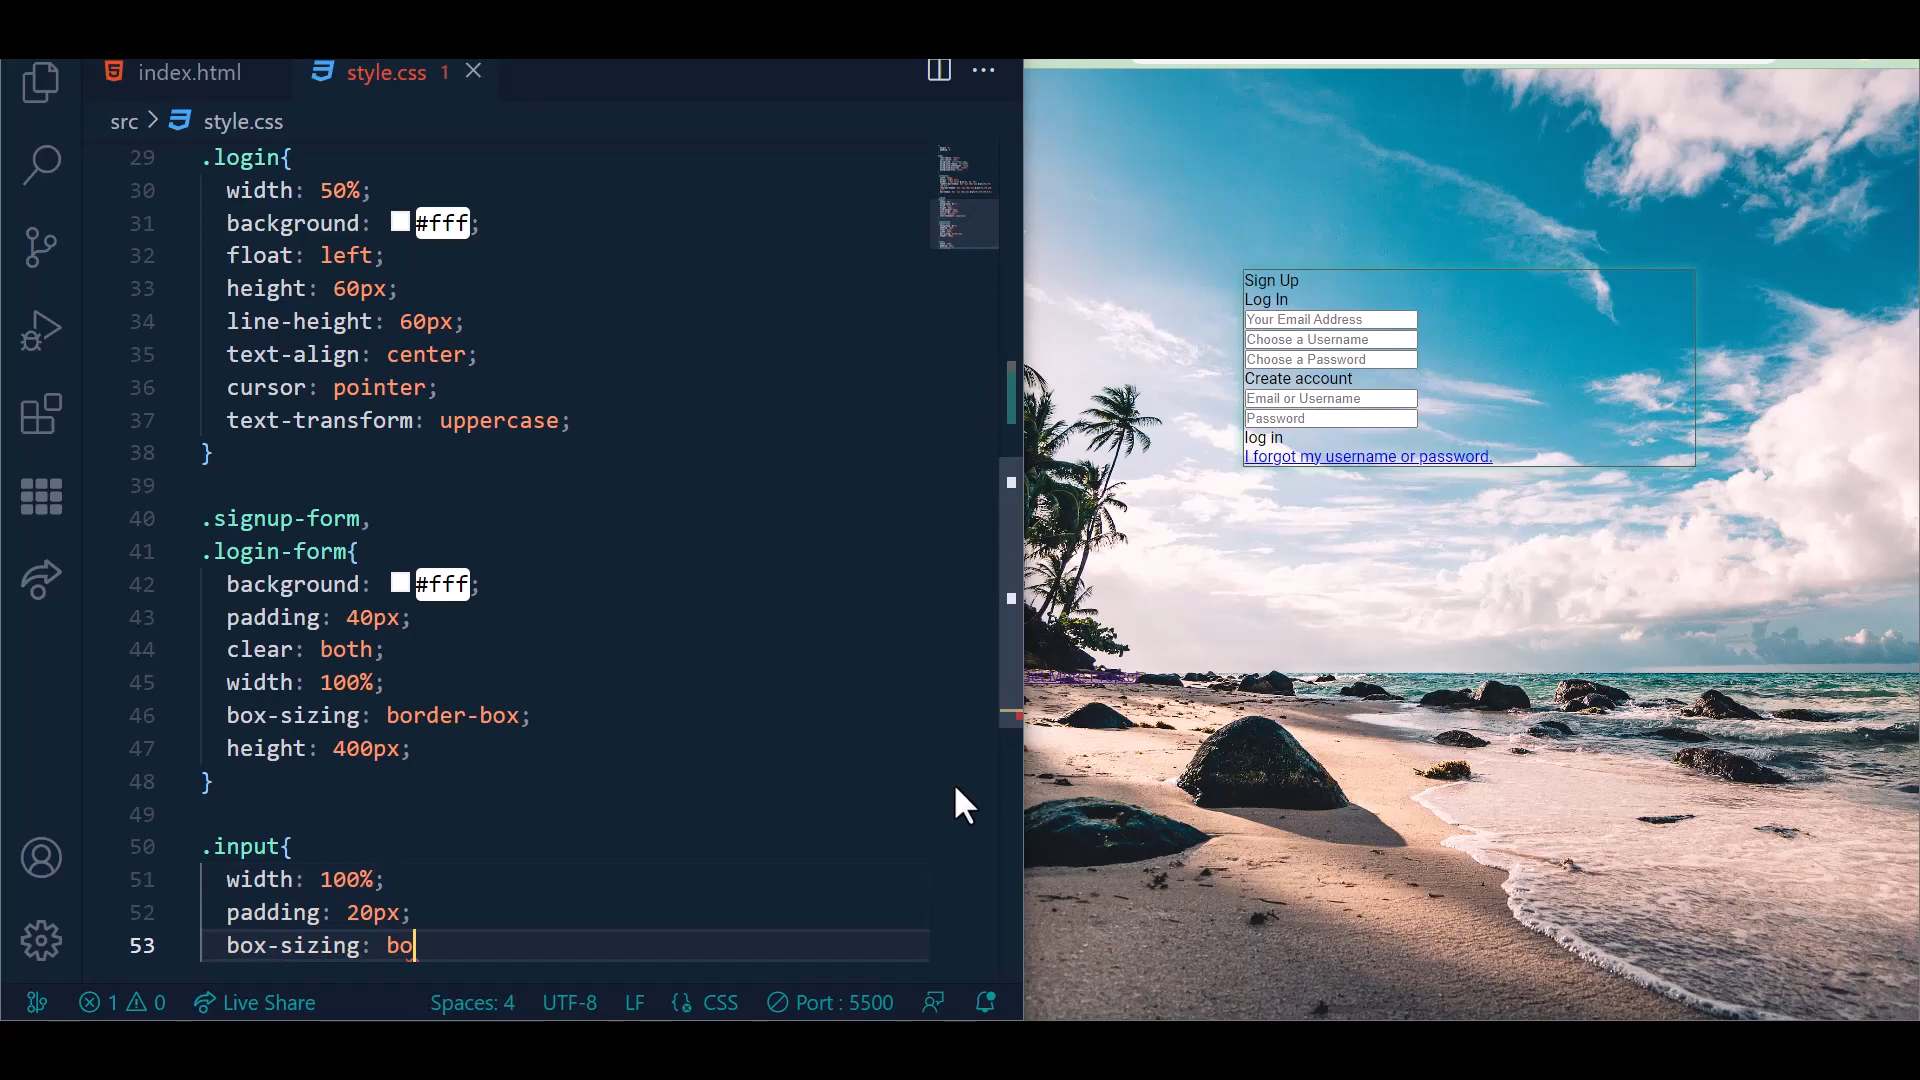 index.html
style.css 1
src > style.css
29 .login{
30 width: 50%;
31 background: #fff;
32 float: left;
33 height: 60px;
34 line-height: 60px;
35 text-align: center;
36 cursor: pointer;
37 text-transform: uppercase;
38 }
39
40 .signup-form,
41 .login-form{
42 background: #fff;
43 padding: 40px;
44 clear: both;
45 width: 100%;
46 box-sizing: border-box;
47 height: 400px;
48 }
49
50 .input{
51 width: 100%;
52 padding: 20px;
53 box-sizing: bo
1 0 Live Share Spaces: 4 UTF-8 LF {} CSS Port : 5500
Sign Up
Log In
Your Email Address
Choose a Username
Choose a Password
Create account
Email or Username
Password
log in
I forgot my username or password.